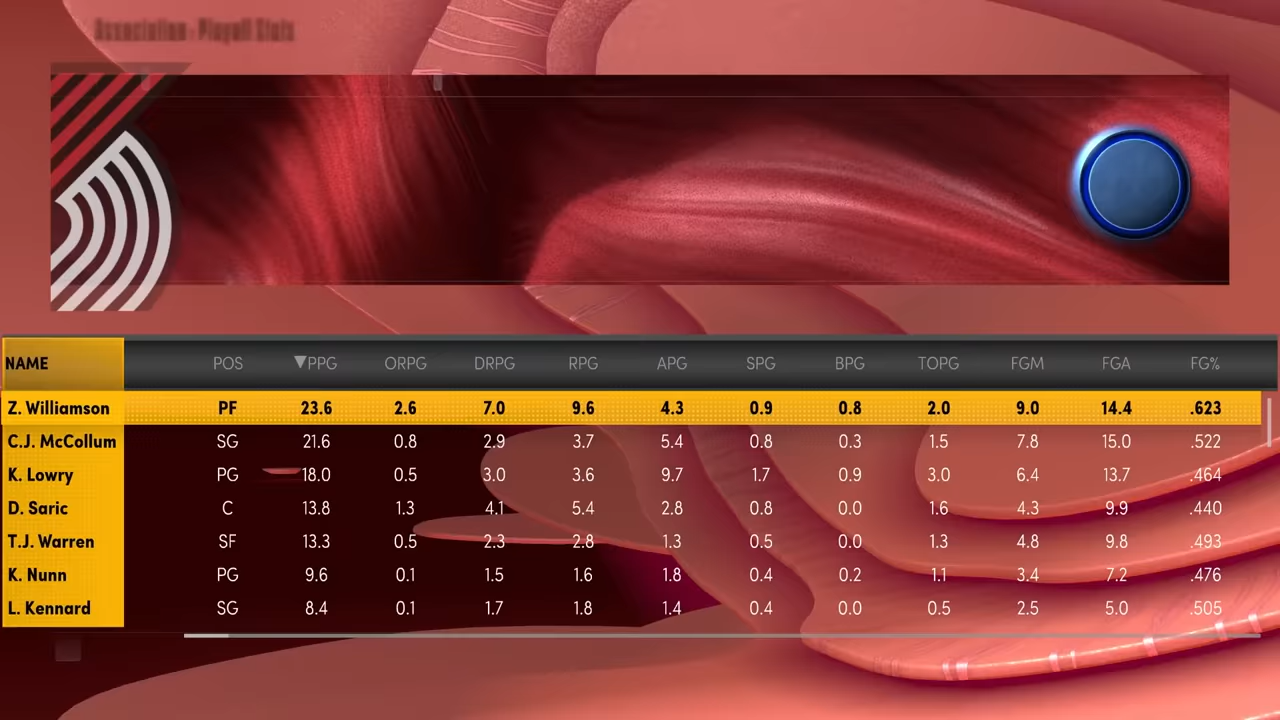 Association - Playoff Stats
NAME POS ▼PPG ORPG DRPG RPG APG SPG BPG TOPG FGM FGA FG%
Z. Williamson PF 23.6 2.6 7.0 9.6 4.3 0.9 0.8 2.0 9.0 14.4 .623
C.J. McCollum SG 21.6 0.8 2.9 3.7 5.4 0.8 0.3 1.5 7.8 15.0 .522
K. Lowry PG 18.0 0.5 3.0 3.6 9.7 1.7 0.9 3.0 6.4 13.7 .464
D. Saric C 13.8 1.3 4.1 5.4 2.8 0.8 0.0 1.6 4.3 9.9 .440
T.J. Warren SF 13.3 0.5 2.3 2.8 1.3 0.5 0.0 1.3 4.8 9.8 .493
K. Nunn PG 9.6 0.1 1.5 1.6 1.8 0.4 0.2 1.1 3.4 7.2 .476
L. Kennard SG 8.4 0.1 1.7 1.8 1.4 0.4 0.0 0.5 2.5 5.0 .505